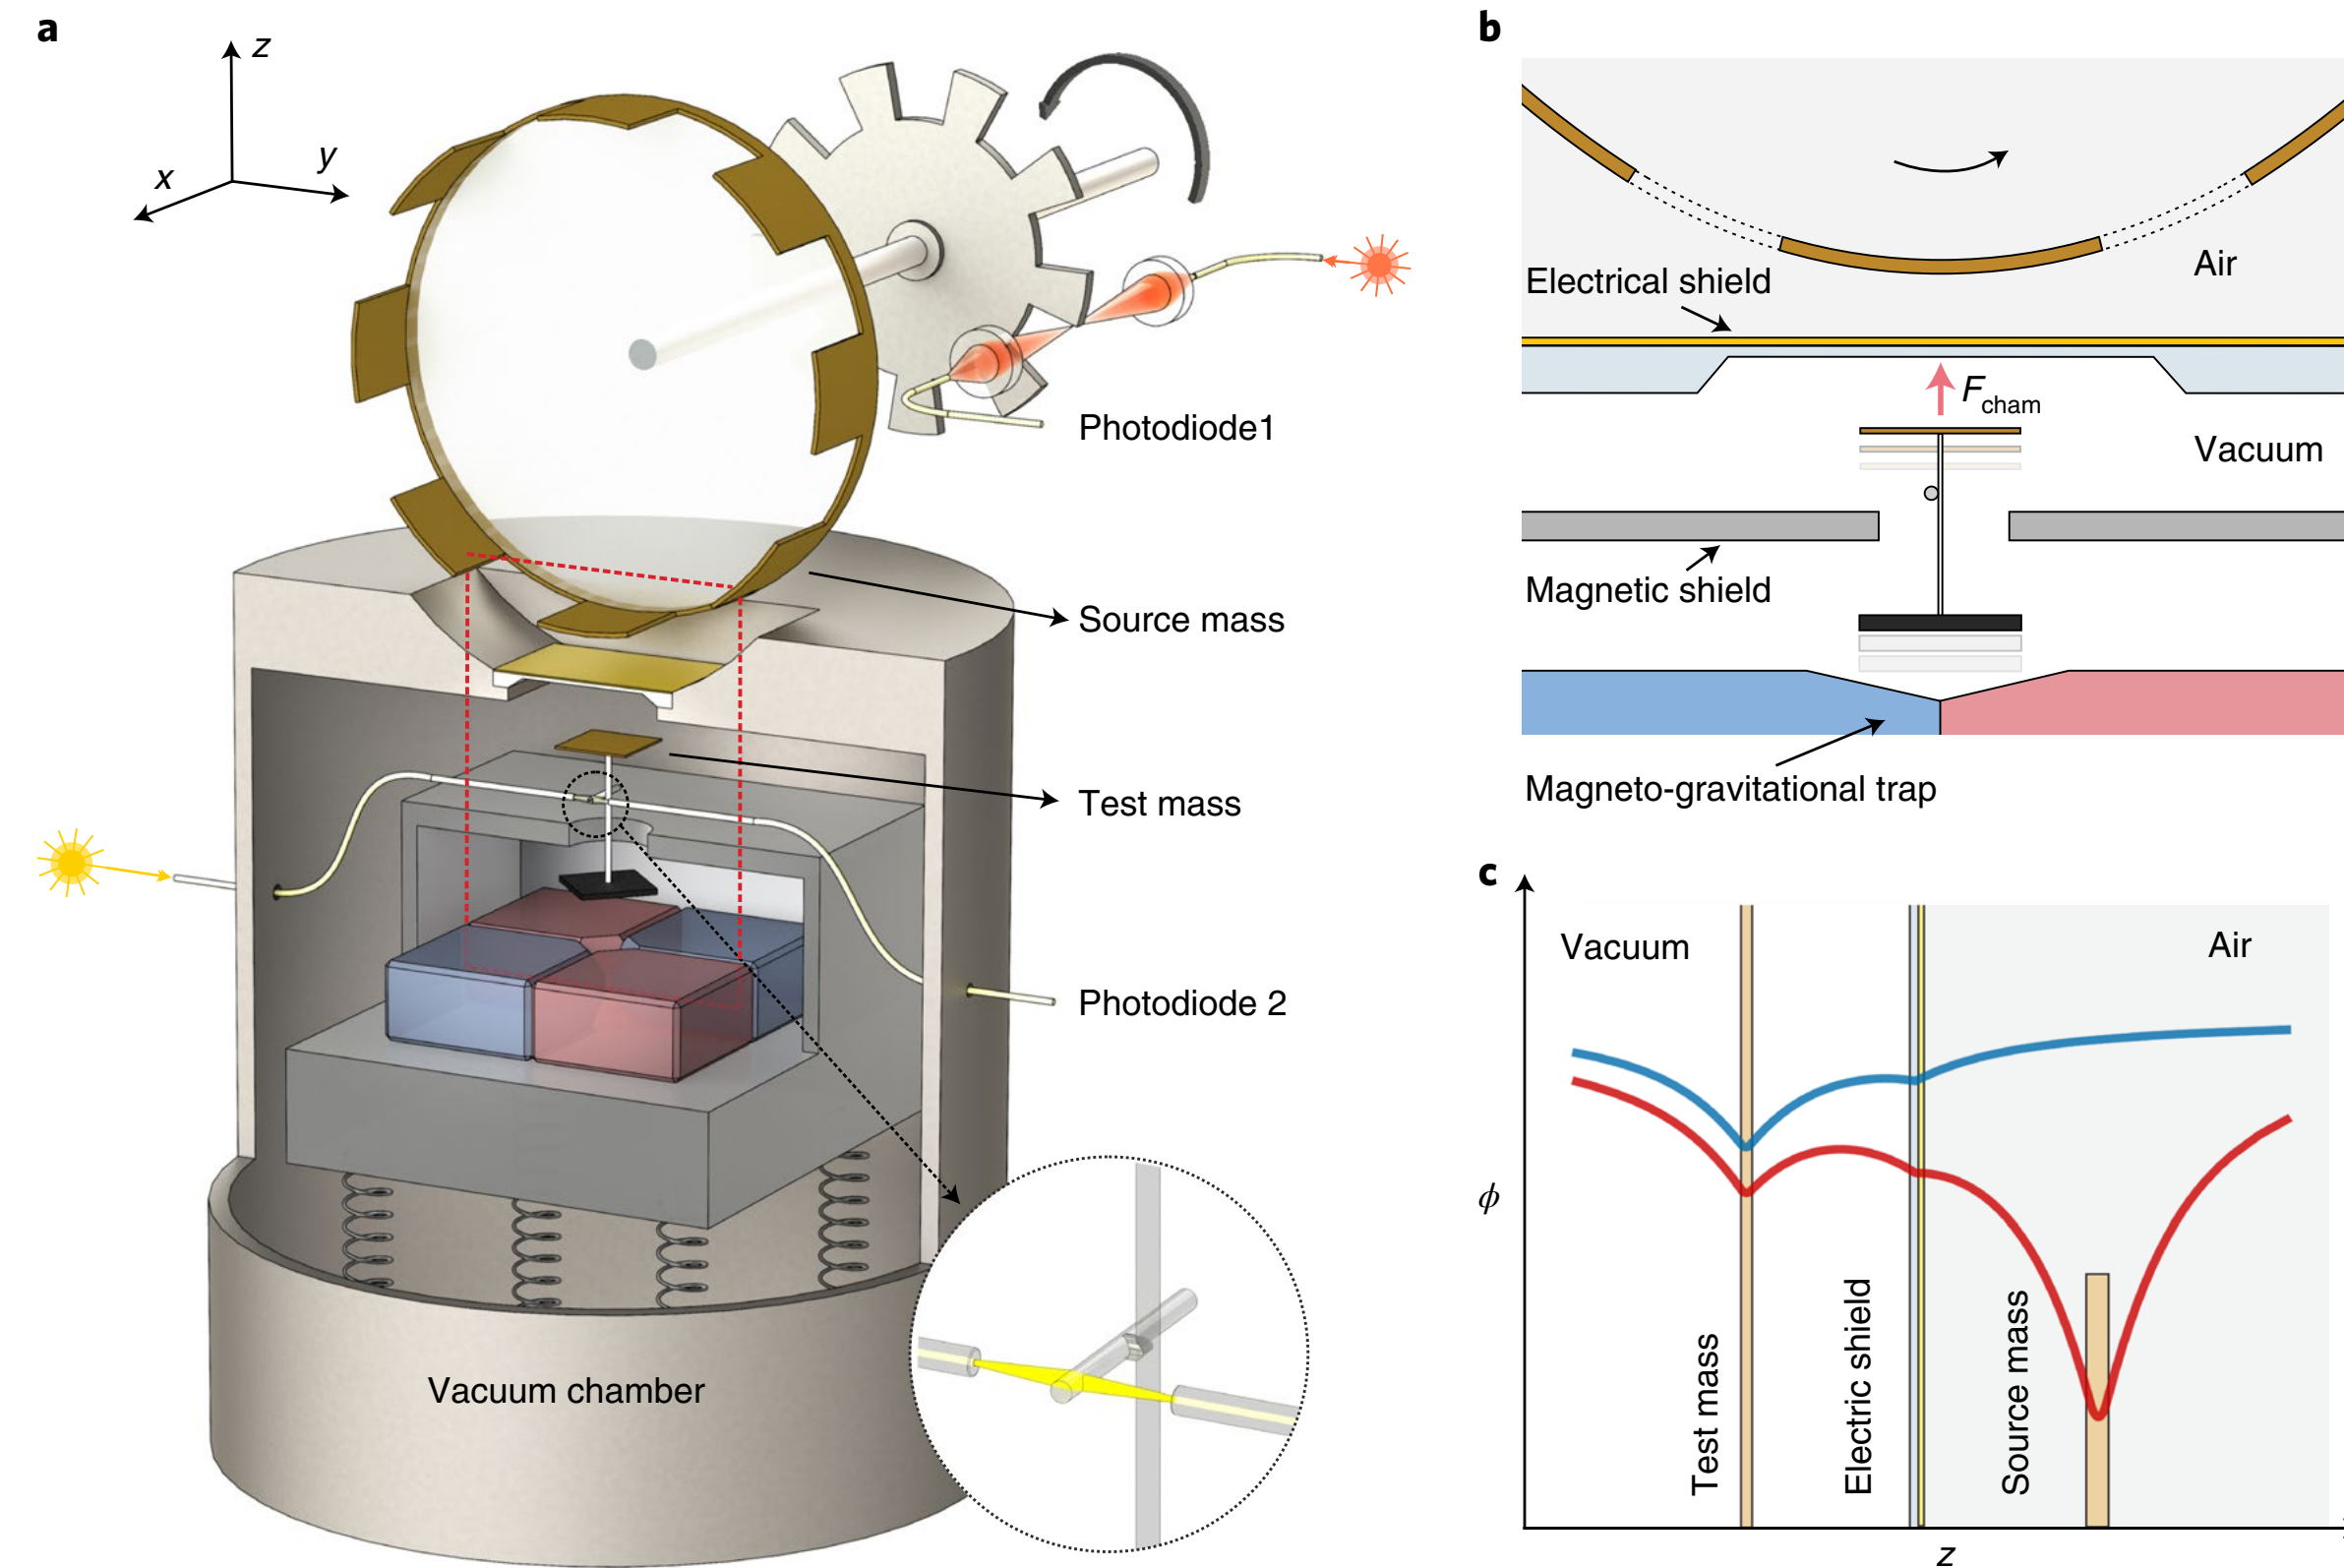 a
z
y
x
Photodiode1
Source mass
Test mass
Photodiode 2
Vacuum chamber
b
Electrical shield
Air
F_cham
Vacuum
Magnetic shield
Magneto-gravitational trap
c
Vacuum
Air
ϕ
Test mass
Electric shield
Source mass
z